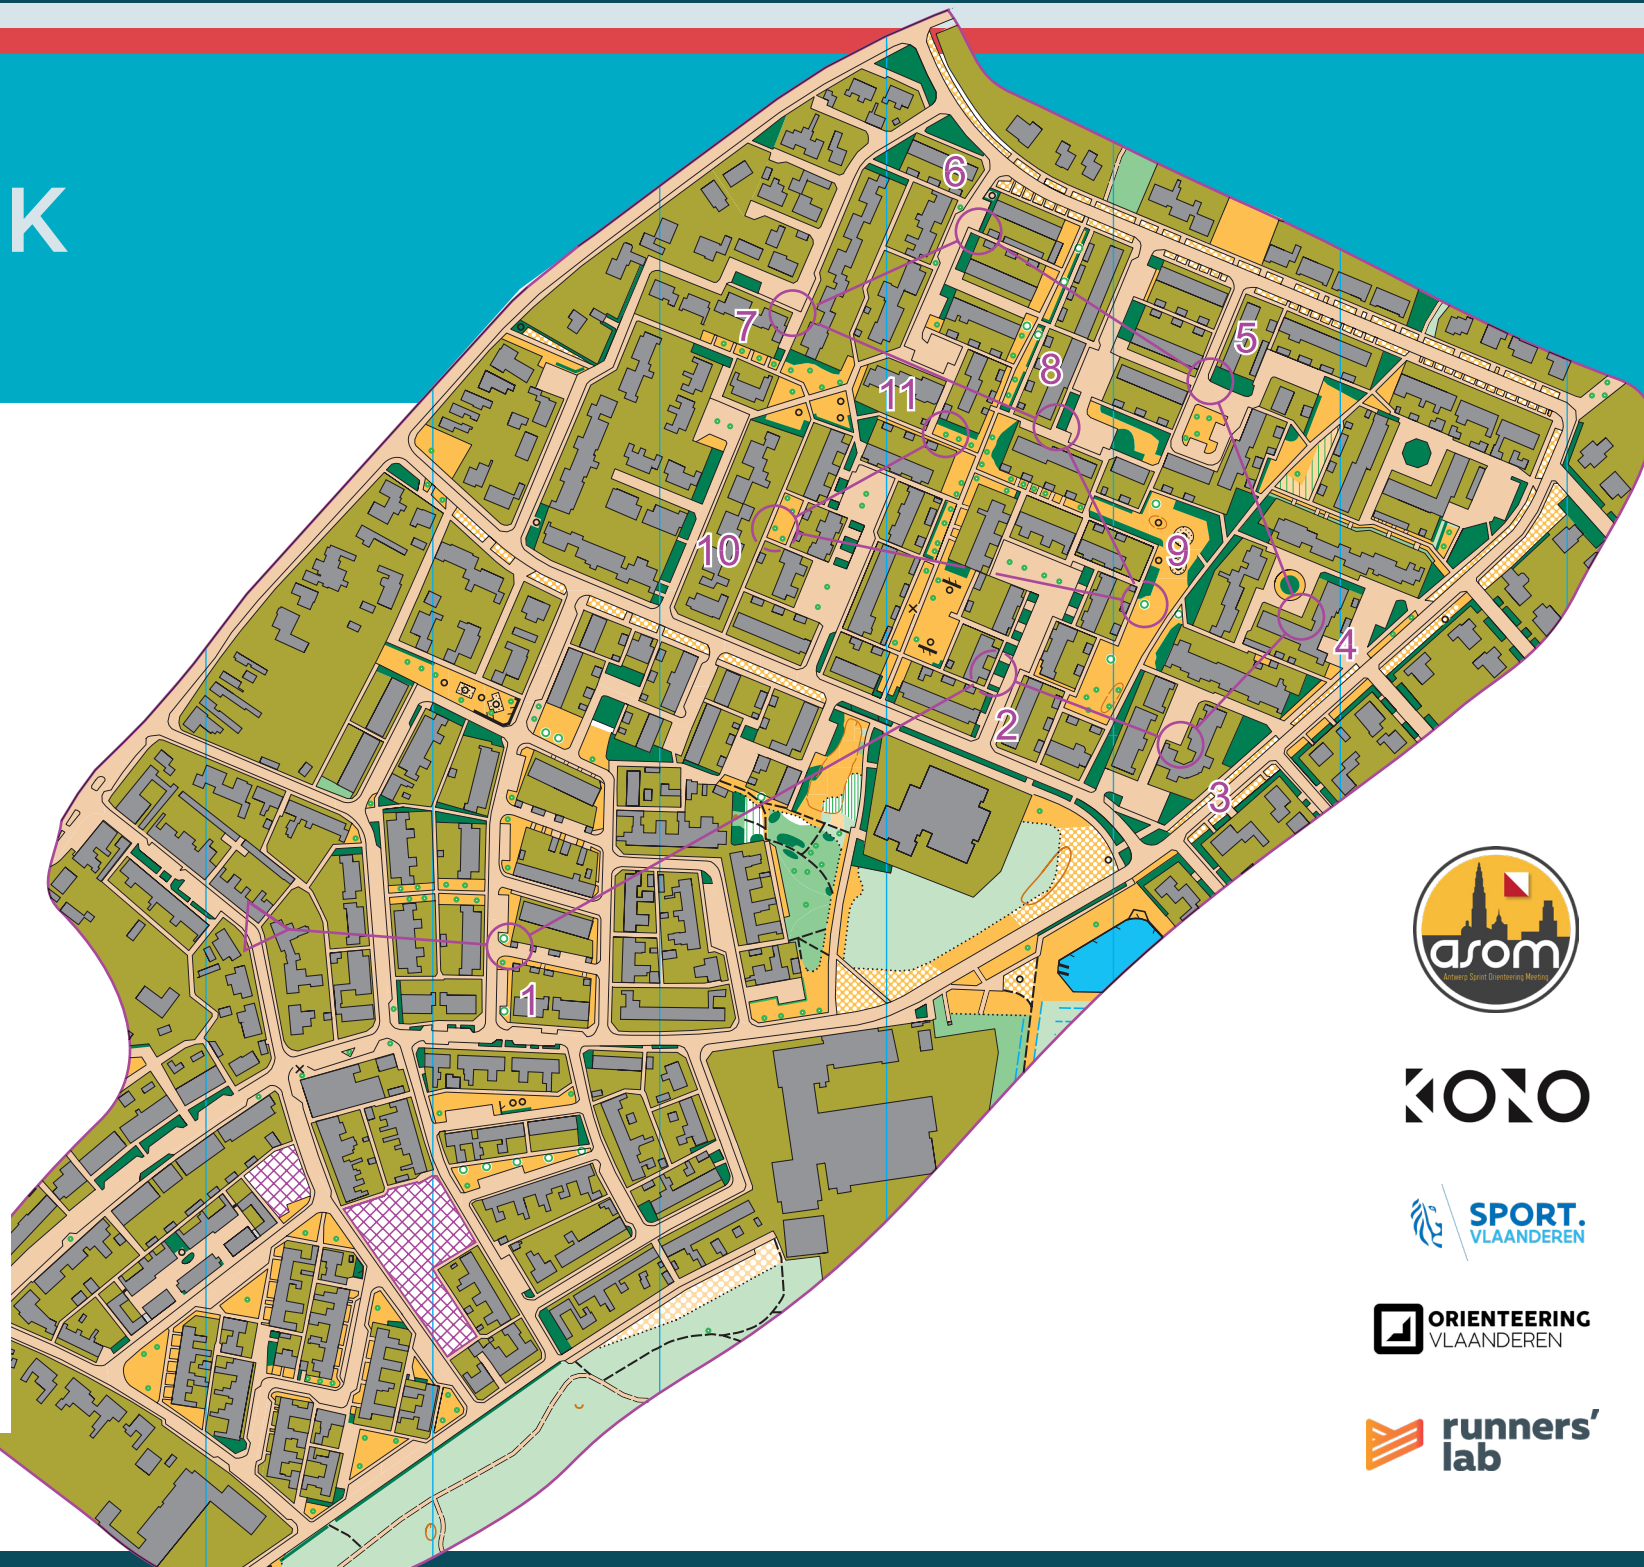 K
6
5
7
8
11
10
9
4
2
3
1
asom
Antwerp Sprint Orienteering Meeting
KONO
SPORT.
VLAANDEREN
ORIENTEERING
VLAANDEREN
runners'
lab